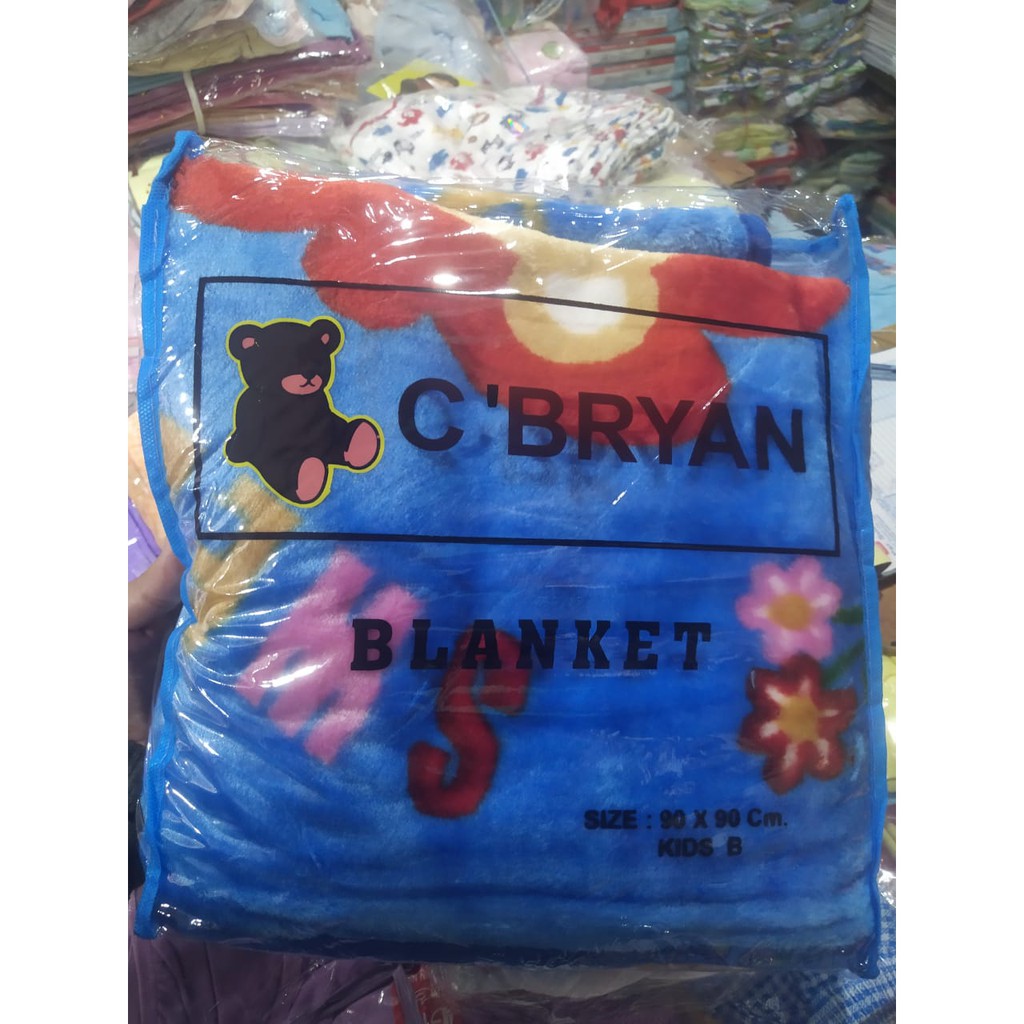 C'BRYAN
BLANKET
S
SIZE : 90 X 90 Cm.
KIDS B